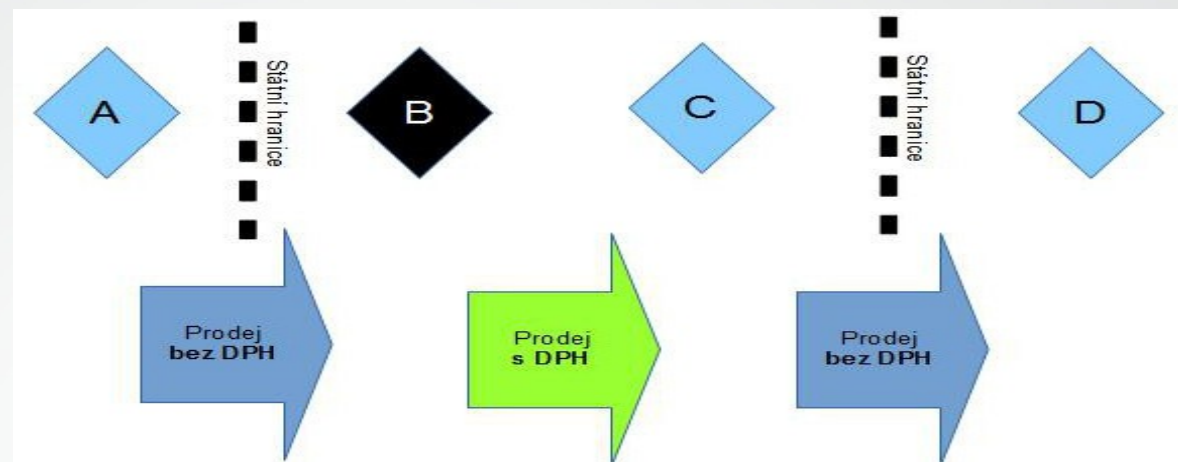 A
Státní hranice
B
C
Státní hranice
D
Prodej
bez DPH
Prodej
s DPH
Prodej
bez DPH